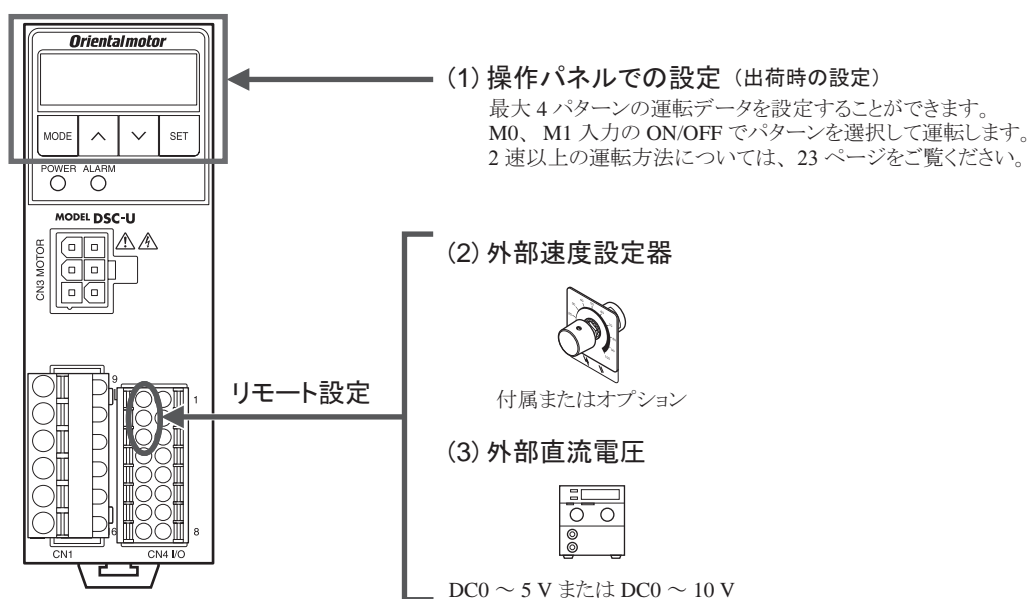 Orientalmotor
MODE
SET
POWER ALARM
MODEL DSC-U
CN3 MOTOR
9
1
6
8
CN1
CN4 I/O
リモート設定
(1) 操作パネルでの設定（出荷時の設定）
最大 4 パターンの運転データを設定することができます。
M0、 M1 入力の ON/OFF でパターンを選択して運転します。
2 速以上の運転方法については、 23 ページをご覧ください。
(2) 外部速度設定器
付属またはオプション
(3) 外部直流電圧
DC0 ～ 5 V または DC0 ～ 10 V